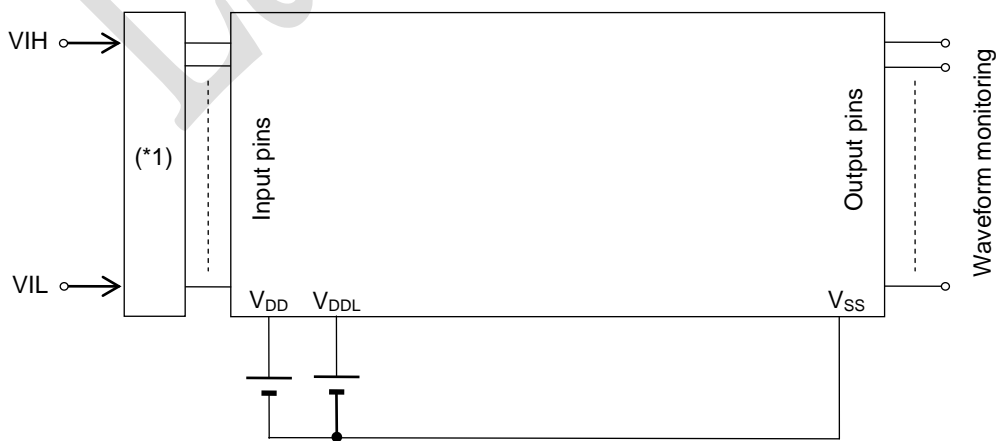 VIH
(*1)
VIL
Input pins
Output pins
Waveform monitoring
VDD
VDDL
VSS